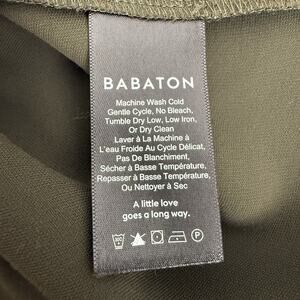 BABATON
Machine Wash Cold
Gentle Cycle, No Bleach,
Tumble Dry Low, Low Iron,
Or Dry Clean
Laver à La Machine à
L'eau Froide Au Cycle Délicat,
Pas De Blanchiment,
Sécher à Basse Température,
Repasser à Basse Température,
Ou Nettoyer à Sec
A little love
goes a long way.